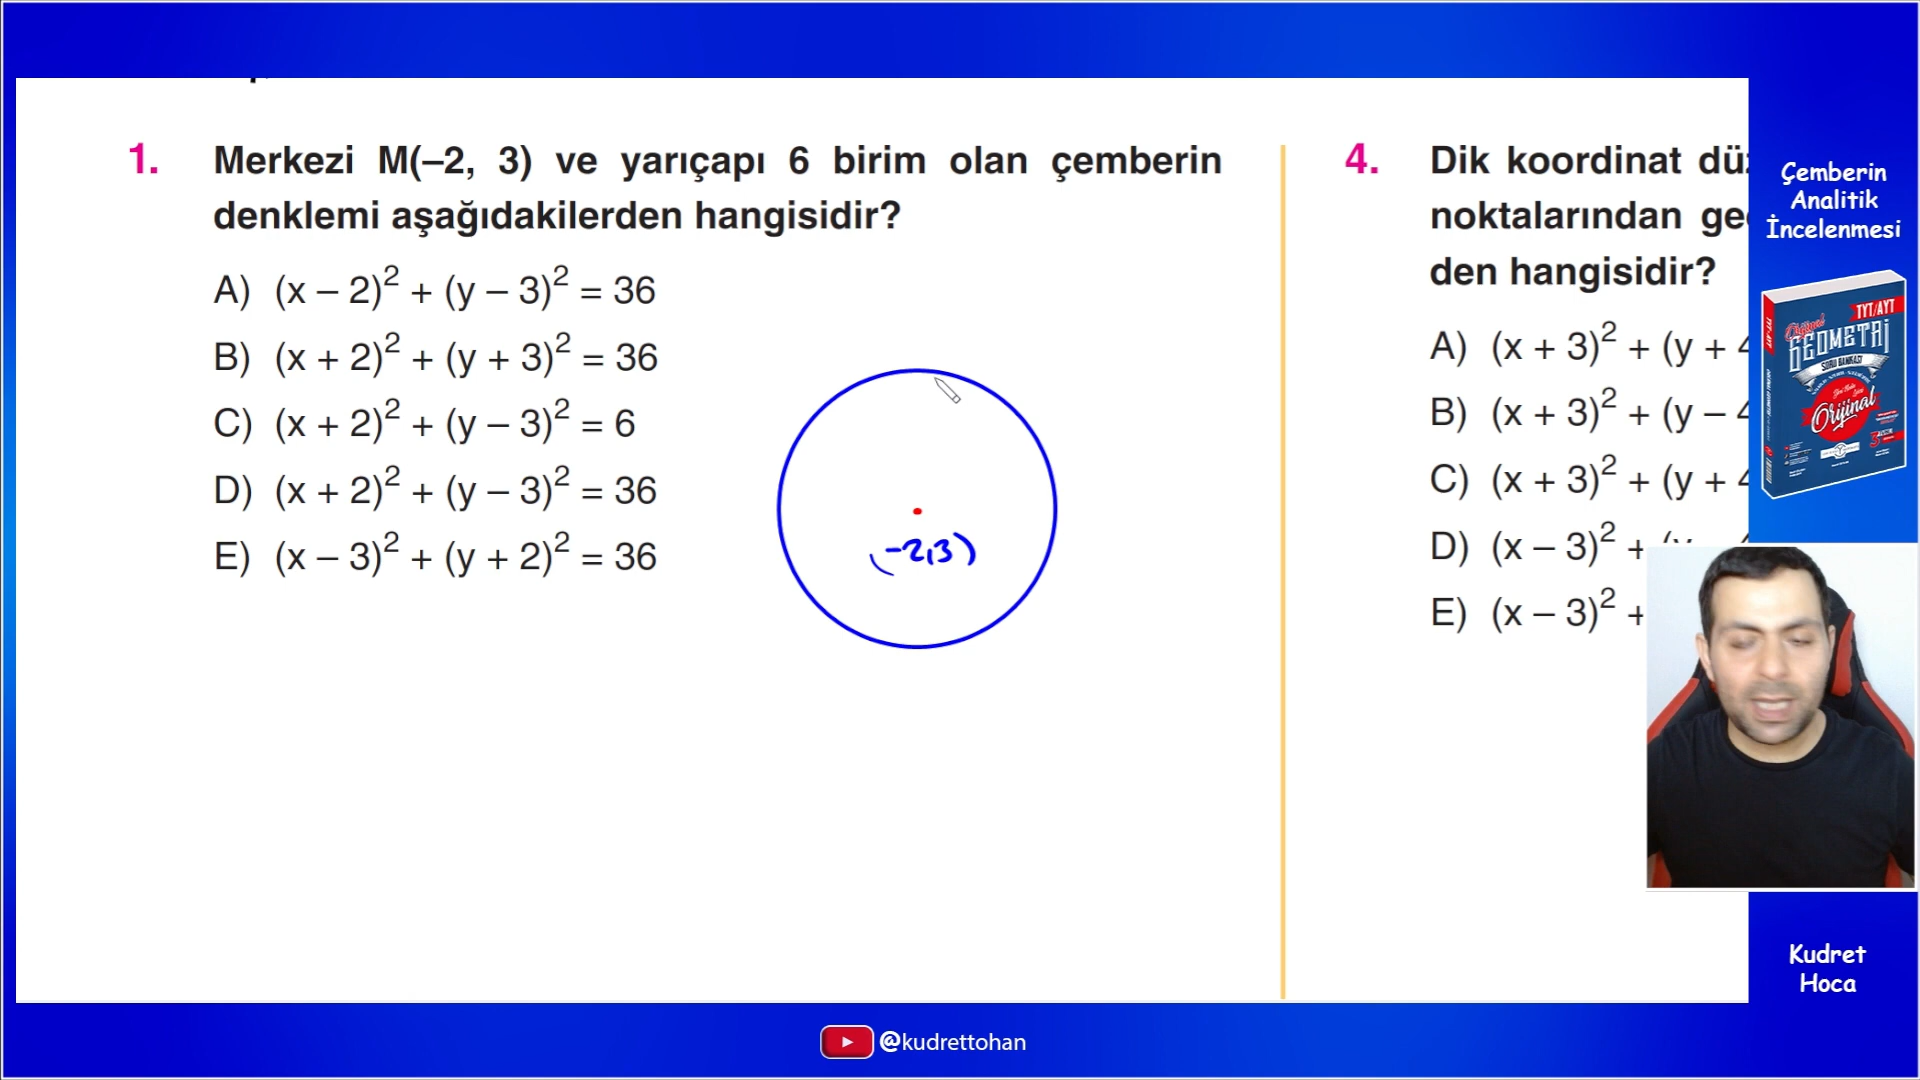 1. Merkezi M(–2, 3) ve yarıçapı 6 birim olan çemberin
denklemi aşağıdakilerden hangisidir?
A) (x – 2)² + (y – 3)² = 36
B) (x + 2)² + (y + 3)² = 36
C) (x + 2)² + (y – 3)² = 6
D) (x + 2)² + (y – 3)² = 36
E) (x – 3)² + (y + 2)² = 36
(-2,3)
4. Dik koordinat
noktalarından
den hangisidir?
A) (x + 3)² + (y +
B) (x + 3)² + (y –
C) (x + 3)² + (y +
D) (x – 3)² +
E) (x – 3)² +
Çemberin
Analitik
İncelenmesi
TYT/AYT
Orijinal
GEOMETRİ
SORU BANKASI
Orijinal
Kudret
Hoca
@kudrettohan